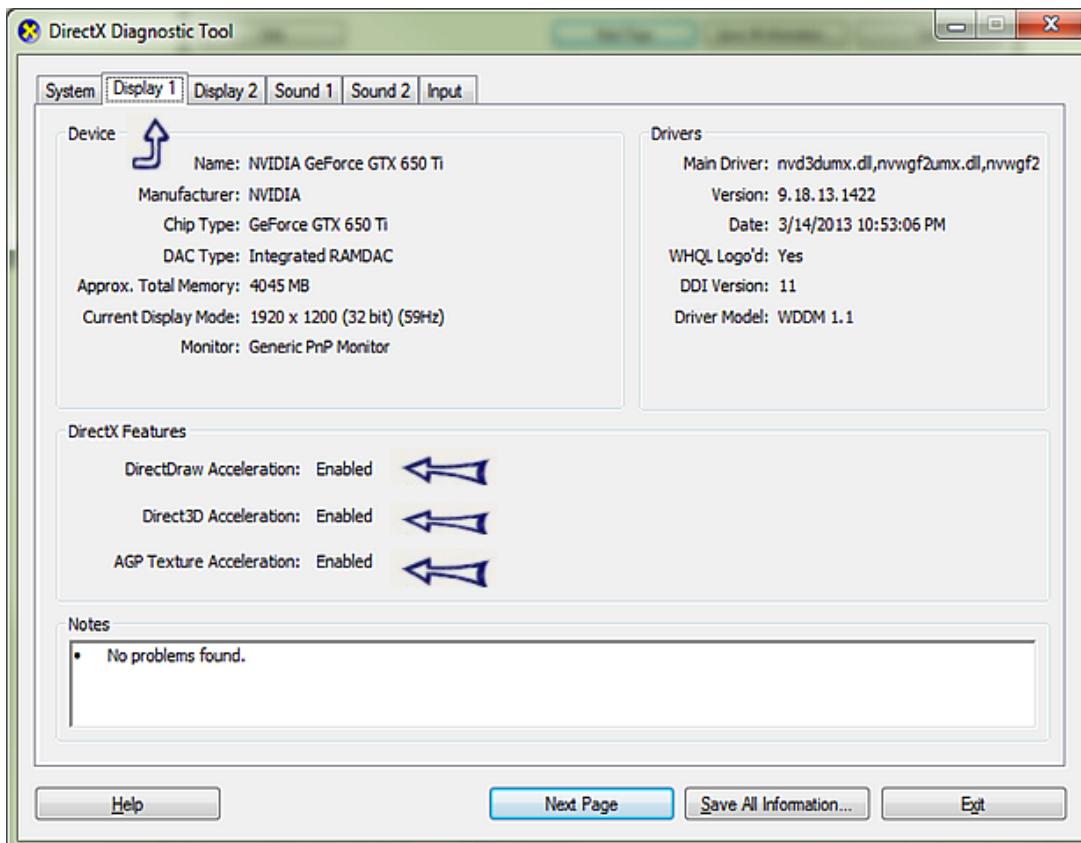 DirectX Diagnostic Tool
System Display 1 Display 2 Sound 1 Sound 2 Input
Device
Name: NVIDIA GeForce GTX 650 Ti
Manufacturer: NVIDIA
Chip Type: GeForce GTX 650 Ti
DAC Type: Integrated RAMDAC
Approx. Total Memory: 4045 MB
Current Display Mode: 1920 x 1200 (32 bit) (59Hz)
Monitor: Generic PnP Monitor
Drivers
Main Driver: nvd3dumx.dll,nvwgf2umx.dll,nvwgf2
Version: 9.18.13.1422
Date: 3/14/2013 10:53:06 PM
WHQL Logo'd: Yes
DDI Version: 11
Driver Model: WDDM 1.1
DirectX Features
DirectDraw Acceleration: Enabled
Direct3D Acceleration: Enabled
AGP Texture Acceleration: Enabled
Notes
• No problems found.
Help Next Page Save All Information... Exit